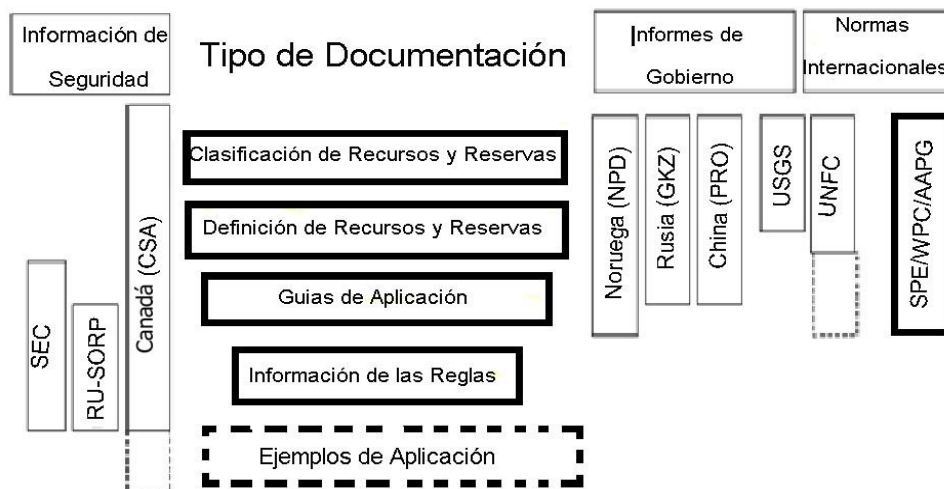 Información de
Seguridad
Tipo de Documentación
Informes de
Gobierno
Normas
Internacionales
Clasificación de Recursos y Reservas
Definición de Recursos y Reservas
Guias de Aplicación
Información de las Reglas
Ejemplos de Aplicación
SEC
RU-SORP
Canadá (CSA)
Noruega (NPD)
Rusia (GKZ)
China (PRO)
USGS
UNFC
SPE/WPC/AAPG